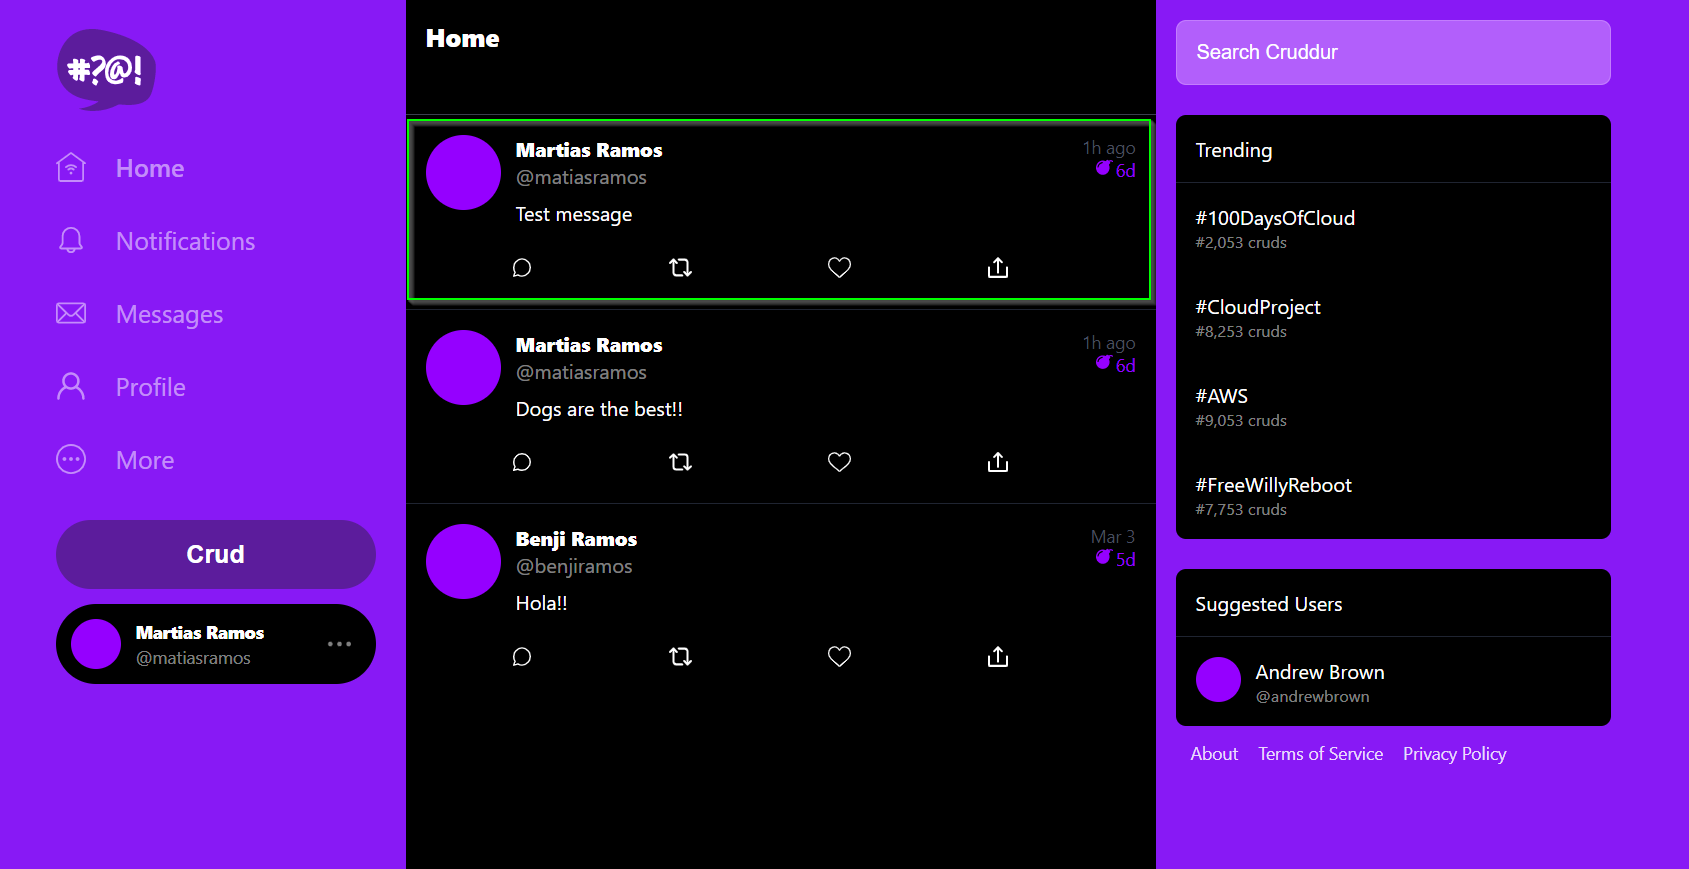 #?@!
Home
Notifications
Messages
Profile
More
Crud
Martias Ramos
@matiasramos
Home
Martias Ramos
1h ago
@matiasramos
6d
Test message
Martias Ramos
1h ago
@matiasramos
6d
Dogs are the best!!
Benji Ramos
Mar 3
@benjiramos
5d
Hola!!
Search Cruddur
Trending
#100DaysOfCloud
#2,053 cruds
#CloudProject
#8,253 cruds
#AWS
#9,053 cruds
#FreeWillyReboot
#7,753 cruds
Suggested Users
Andrew Brown
@andrewbrown
About Terms of Service Privacy Policy